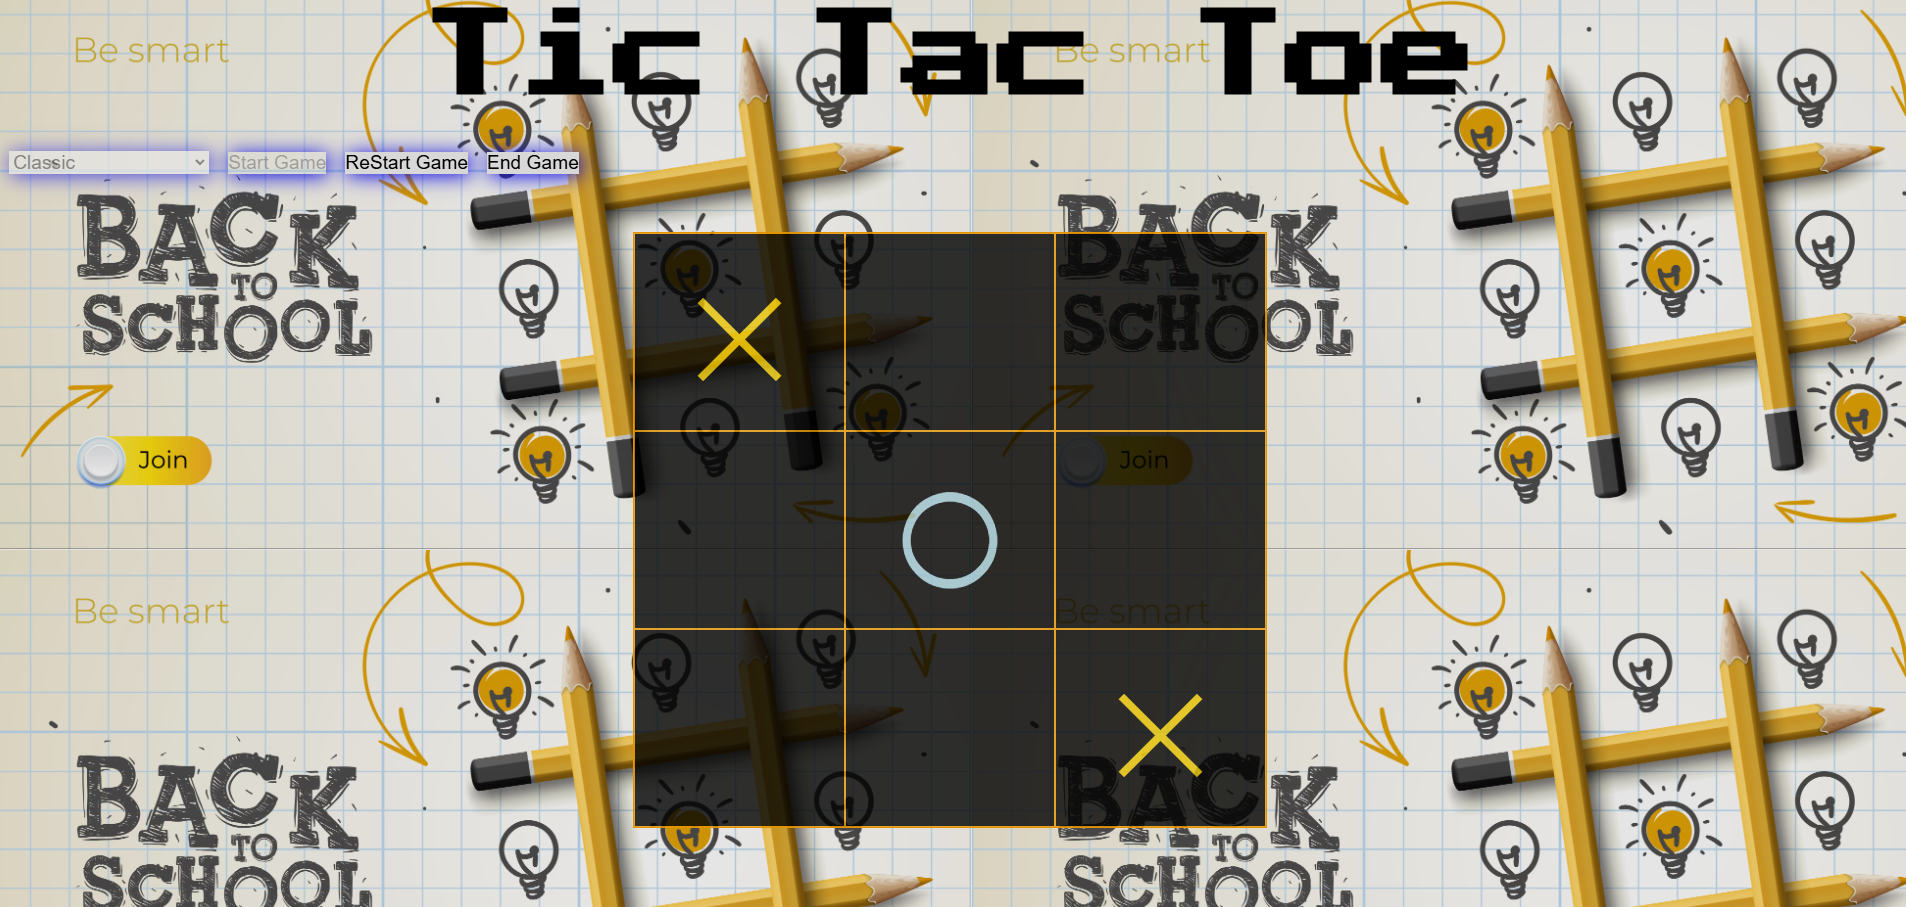 Tic Tac Toe
Be smart
Be smart
Classic
Start Game
ReStart Game
End Game
BACK
TO
SCHOOL
BACK
TO
SCHOOL
Join
Join
Be smart
Be smart
BACK
TO
SCHOOL
BACK
TO
SCHOOL